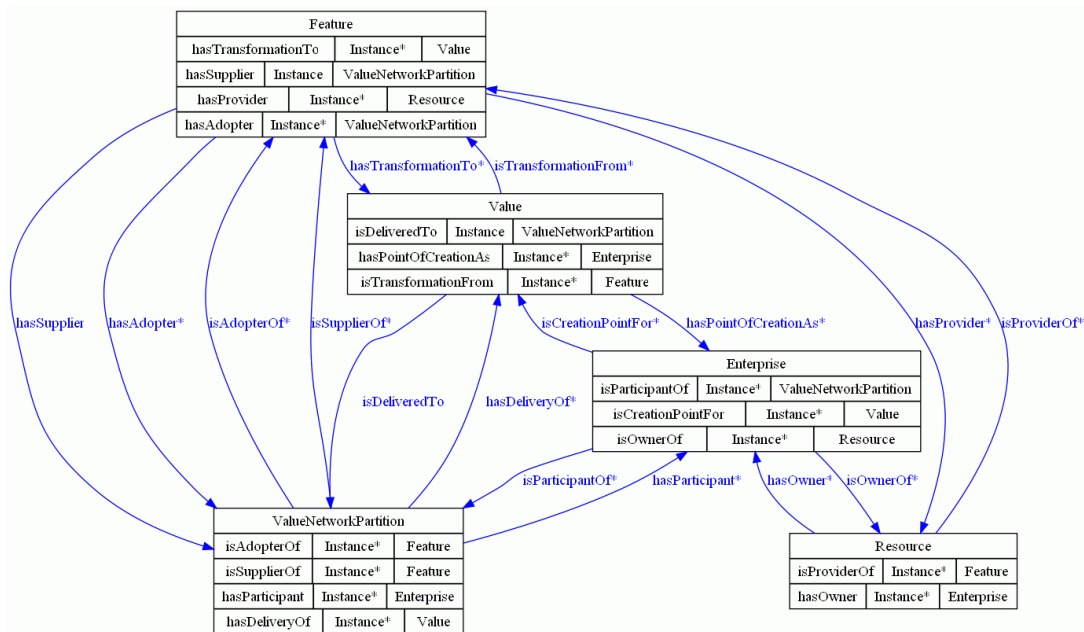 Feature
hasTransformationTo Instance* Value
hasSupplier Instance ValueNetworkPartition
hasProvider Instance* Resource
hasAdopter Instance* ValueNetworkPartition
hasTransformationTo* isTransformationFrom*
Value
isDeliveredTo Instance ValueNetworkPartition
hasPointOfCreationAs Instance* Enterprise
isTransformationFrom Instance* Feature
hasSupplier hasAdopter* isAdopterOf* isSupplierOf* isCreationPointFor* hasPointOfCreationAs* hasProvider* isProviderOf*
Enterprise
isParticipantOf Instance* ValueNetworkPartition
isDeliveredTo hasDeliveryOf*
isCreationPointFor Instance* Value
isOwnerOf Instance* Resource
isParticipantOf* hasParticipant* hasOwner* isOwnerOf*
ValueNetworkPartition
isAdopterOf Instance* Feature
isSupplierOf Instance* Feature
hasParticipant Instance* Enterprise
hasDeliveryOf Instance* Value
Resource
isProviderOf Instance* Feature
hasOwner Instance* Enterprise